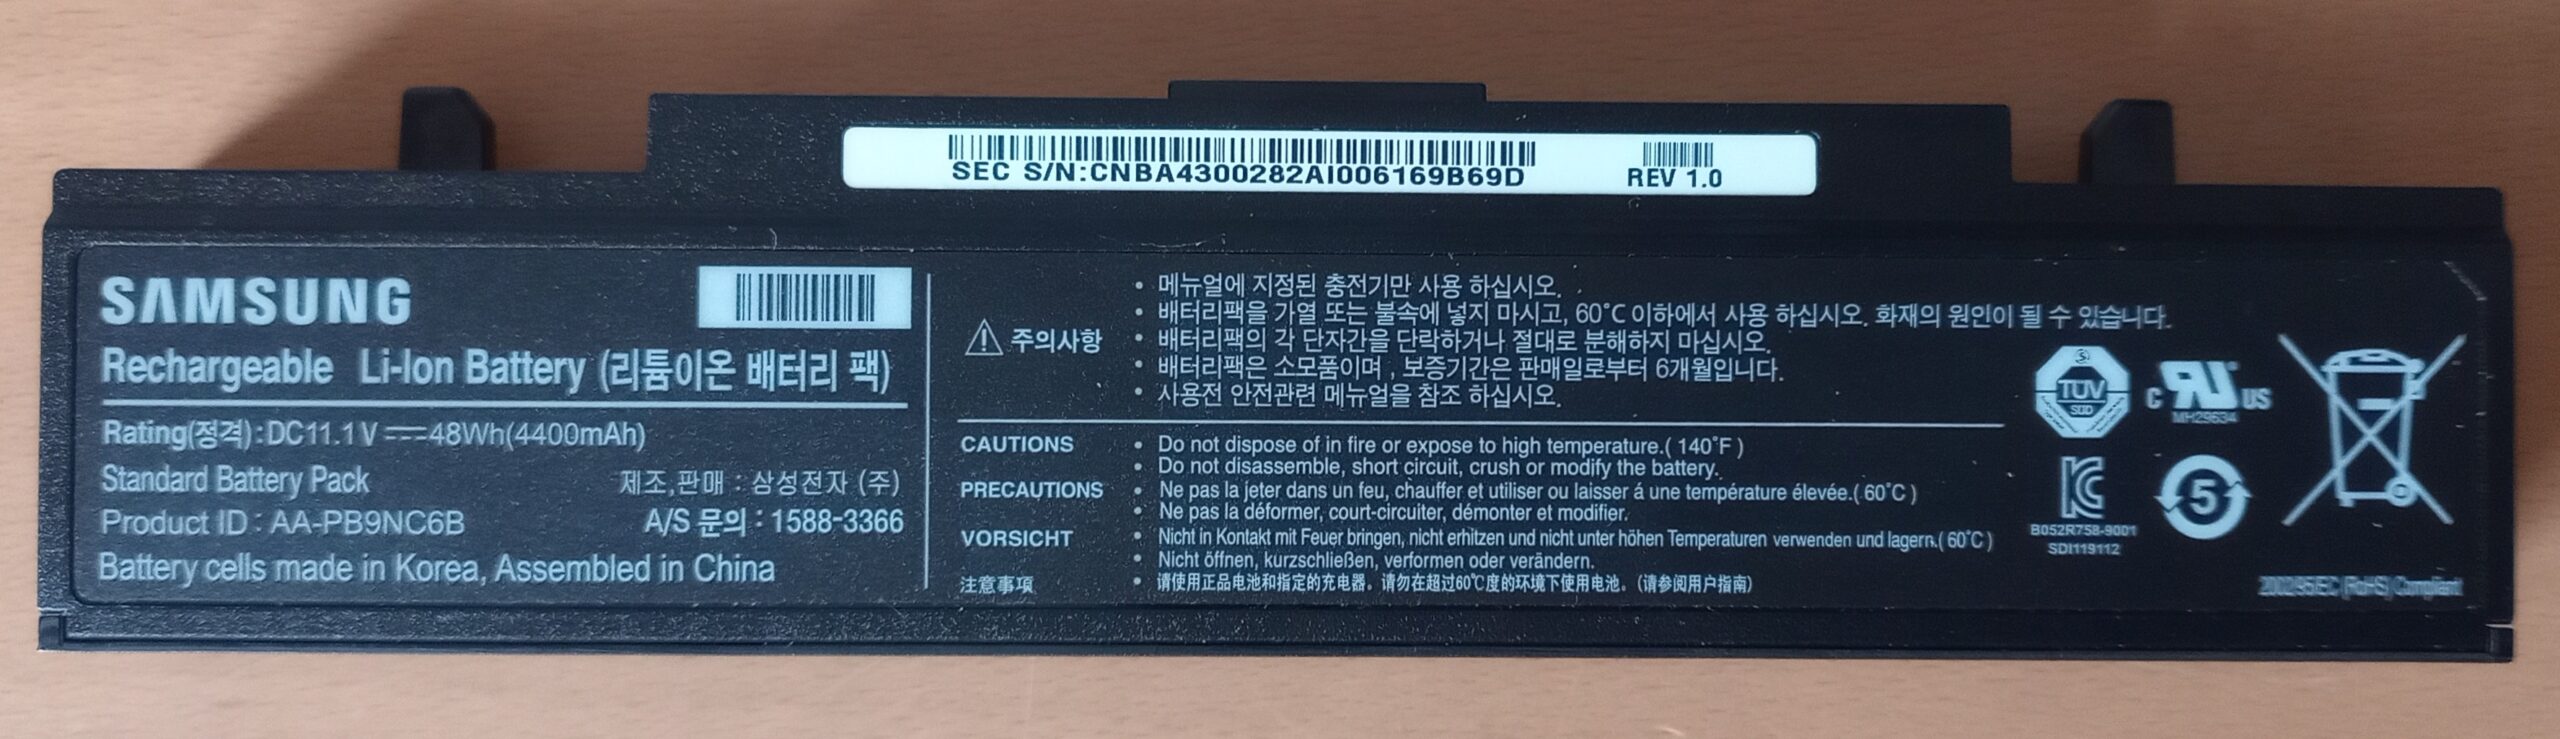 SEC S/N:CNBA4300282AI006169B69D
REV 1.0
SAMSUNG
Rechargeable Li-Ion Battery (리튬이온 배터리 팩)
Rating(정격):DC11.1V ⎓48Wh(4400mAh)
Standard Battery Pack 제조,판매 : 삼성전자 (주)
Product ID : AA-PB9NC6B A/S 문의 : 1588-3366
Battery cells made in Korea, Assembled in China
⚠ 주의사항
• 메뉴얼에 지정된 충전기만 사용 하십시오.
• 배터리팩을 가열 또는 불속에 넣지 마시고, 60°C 이하에서 사용 하십시오. 화재의 원인이 될 수 있습니다.
• 배터리팩의 각 단자간을 단락하거나 절대로 분해하지 마십시오.
• 배터리팩은 소모품이며 , 보증기간은 판매일로부터 6개월입니다.
• 사용전 안전관련 메뉴얼을 참조 하십시오.
CAUTIONS • Do not dispose of in fire or expose to high temperature.( 140°F )
• Do not disassemble, short circuit, crush or modify the battery.
PRECAUTIONS • Ne pas la jeter dans un feu, chauffer et utiliser ou laisser á une température élevée.( 60°C )
• Ne pas la déformer, court-circuiter, démonter et modifier.
VORSICHT • Nicht in Kontakt mit Feuer bringen, nicht erhitzen und nicht unter höhen Temperaturen verwenden und lagern.( 60°C )
• Nicht öffnen, kurzschließen, verformen oder verändern.
注意事項 • 请使用正品电池和指定的充电器。请勿在超过60℃度的环境下使用电池。(请参阅用户指南)
TÜV
SÜD
C RU US
MH29634
KC
B052R758-9001
SDI119112
5
2002/95/EC (RoHS) Compliant